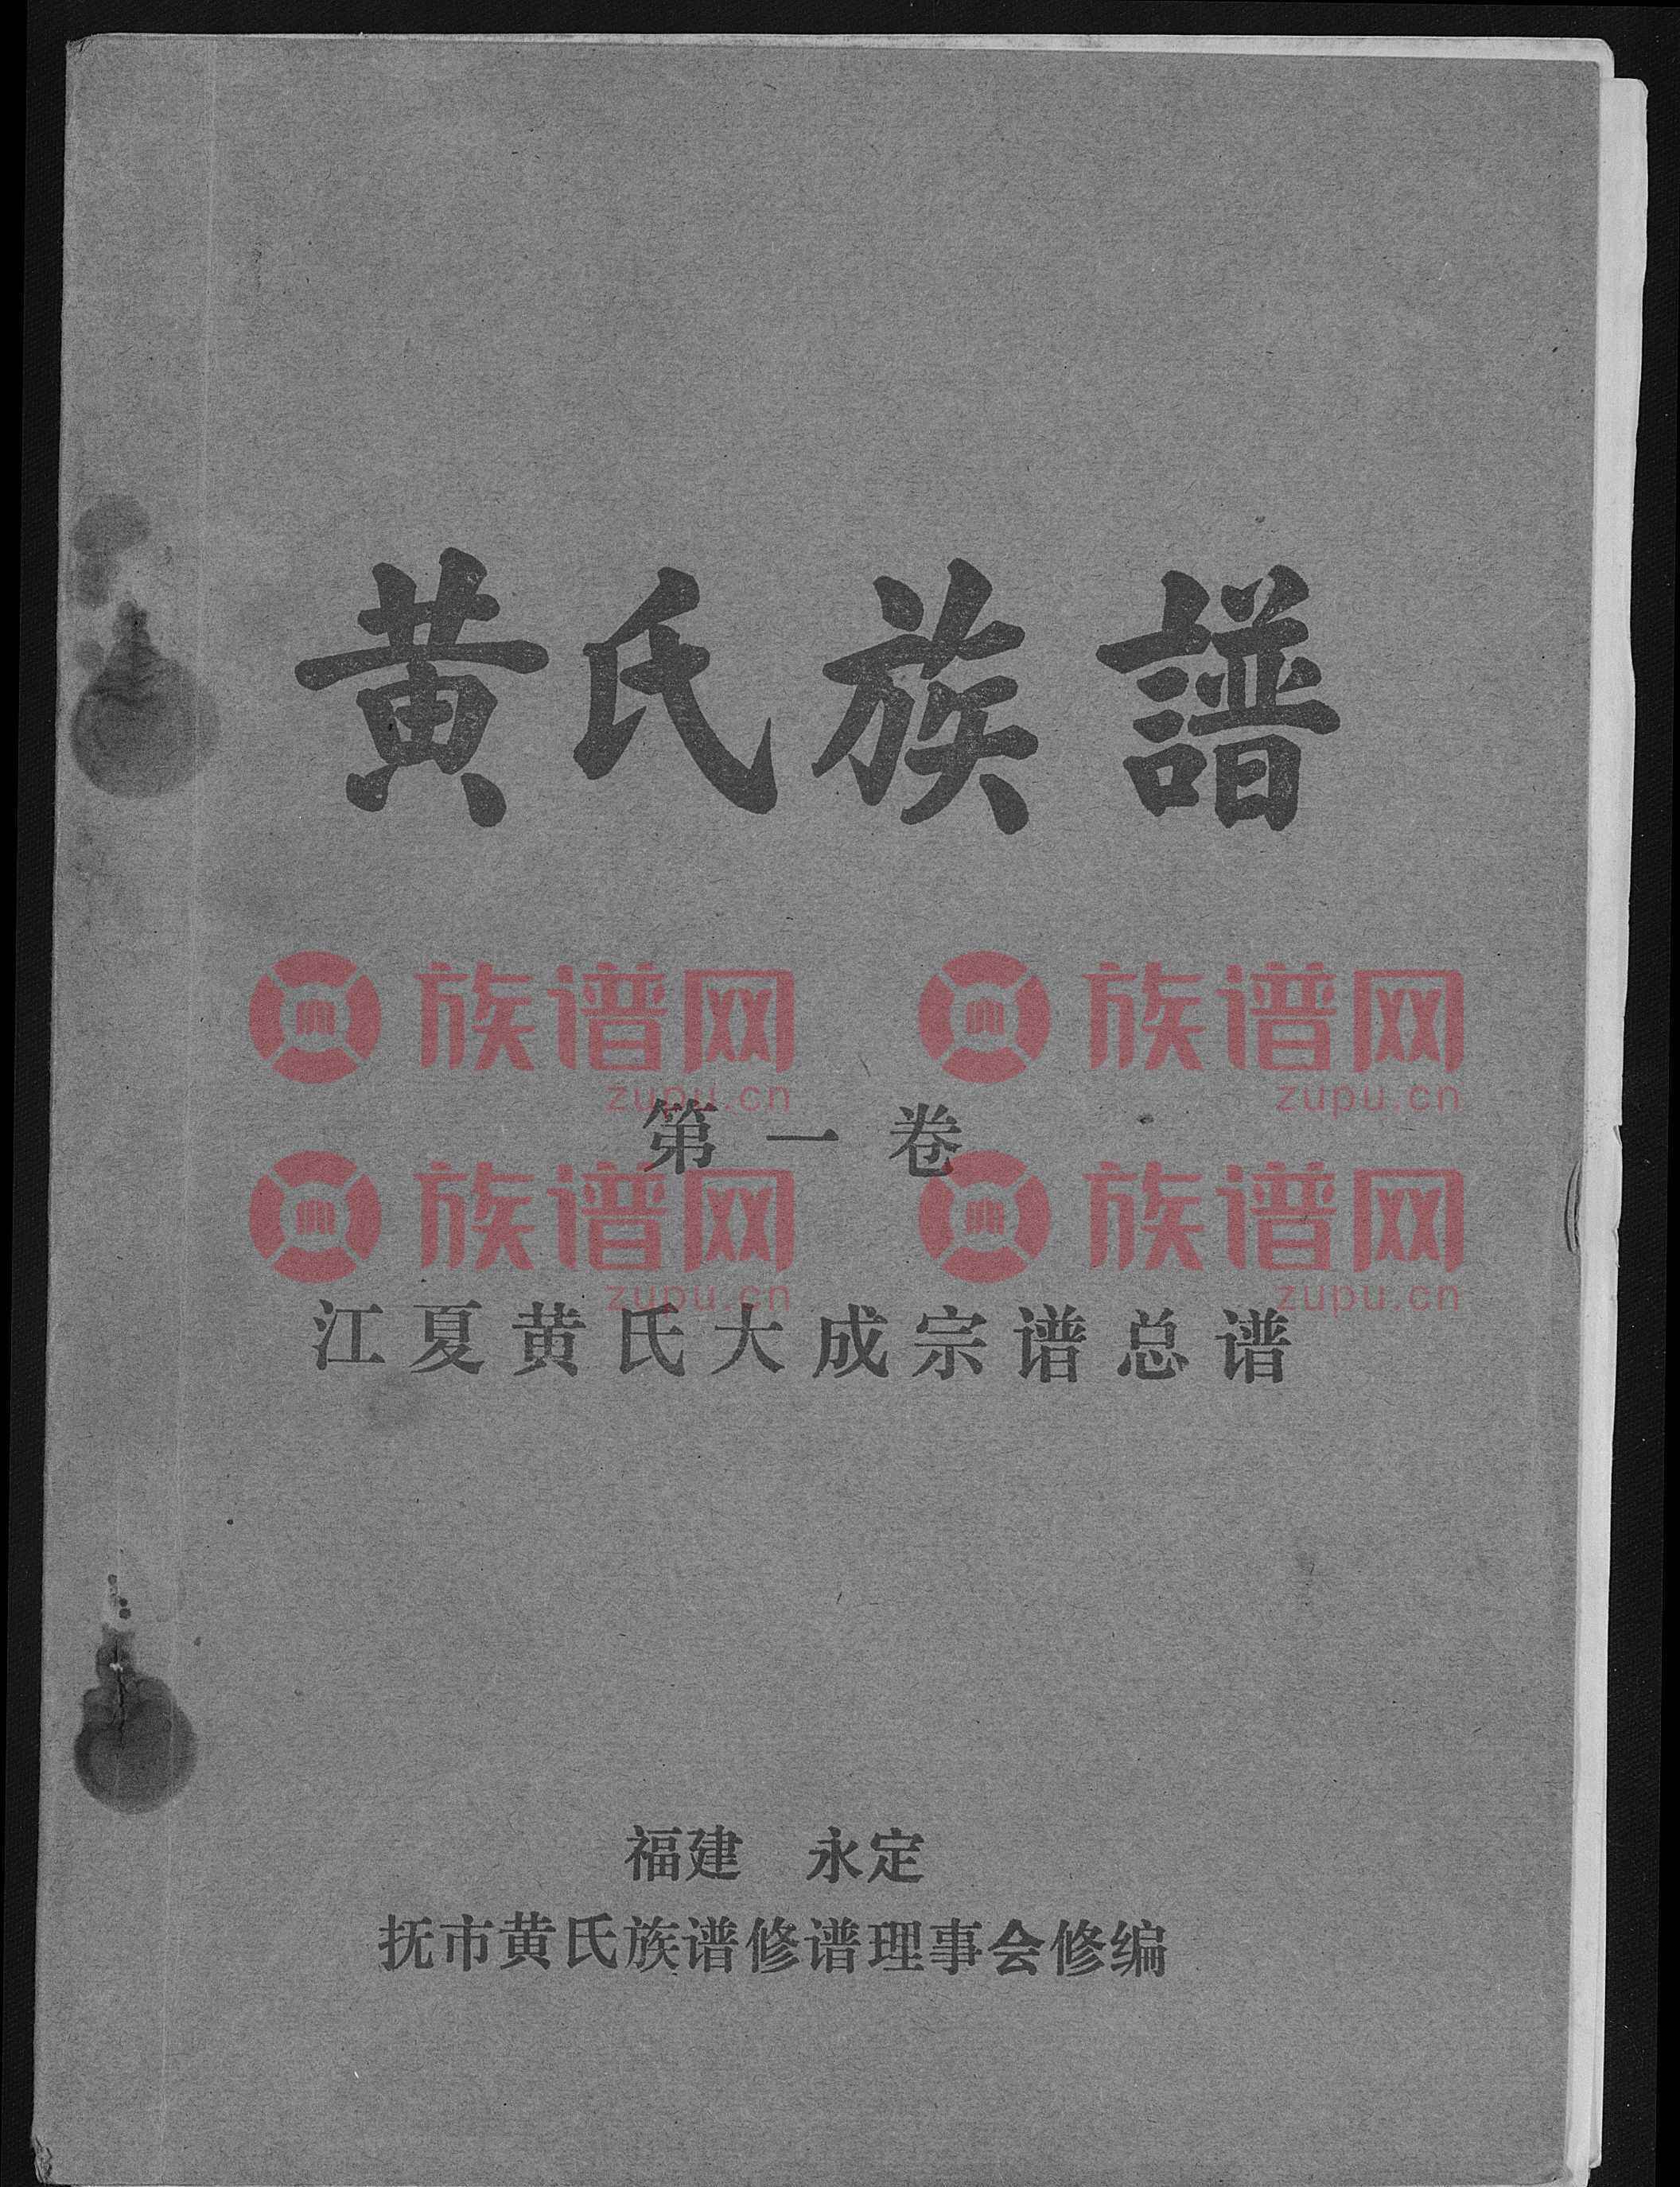 黄氏族譜
族谱网 族谱网
zupu.cn zupu.cn
第一卷
族谱网 族谱网
zupu.cn zupu.cn
江夏黄氏大成宗谱总谱
福建 永定
抚市黄氏族谱修谱理事会修编